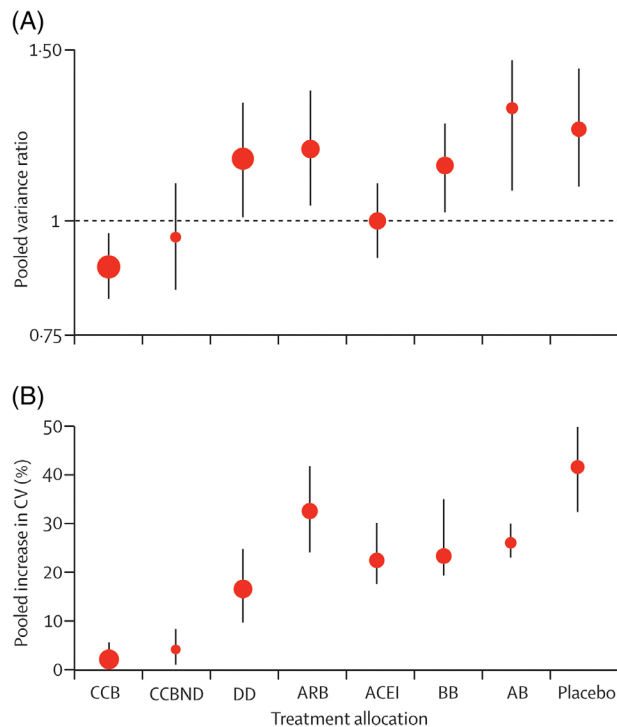 (A)
1·50
1
0·75
Pooled variance ratio
(B)
50
40
30
20
10
0
Pooled increase in CV (%)
CCB CCBND DD ARB ACEI BB AB Placebo
Treatment allocation